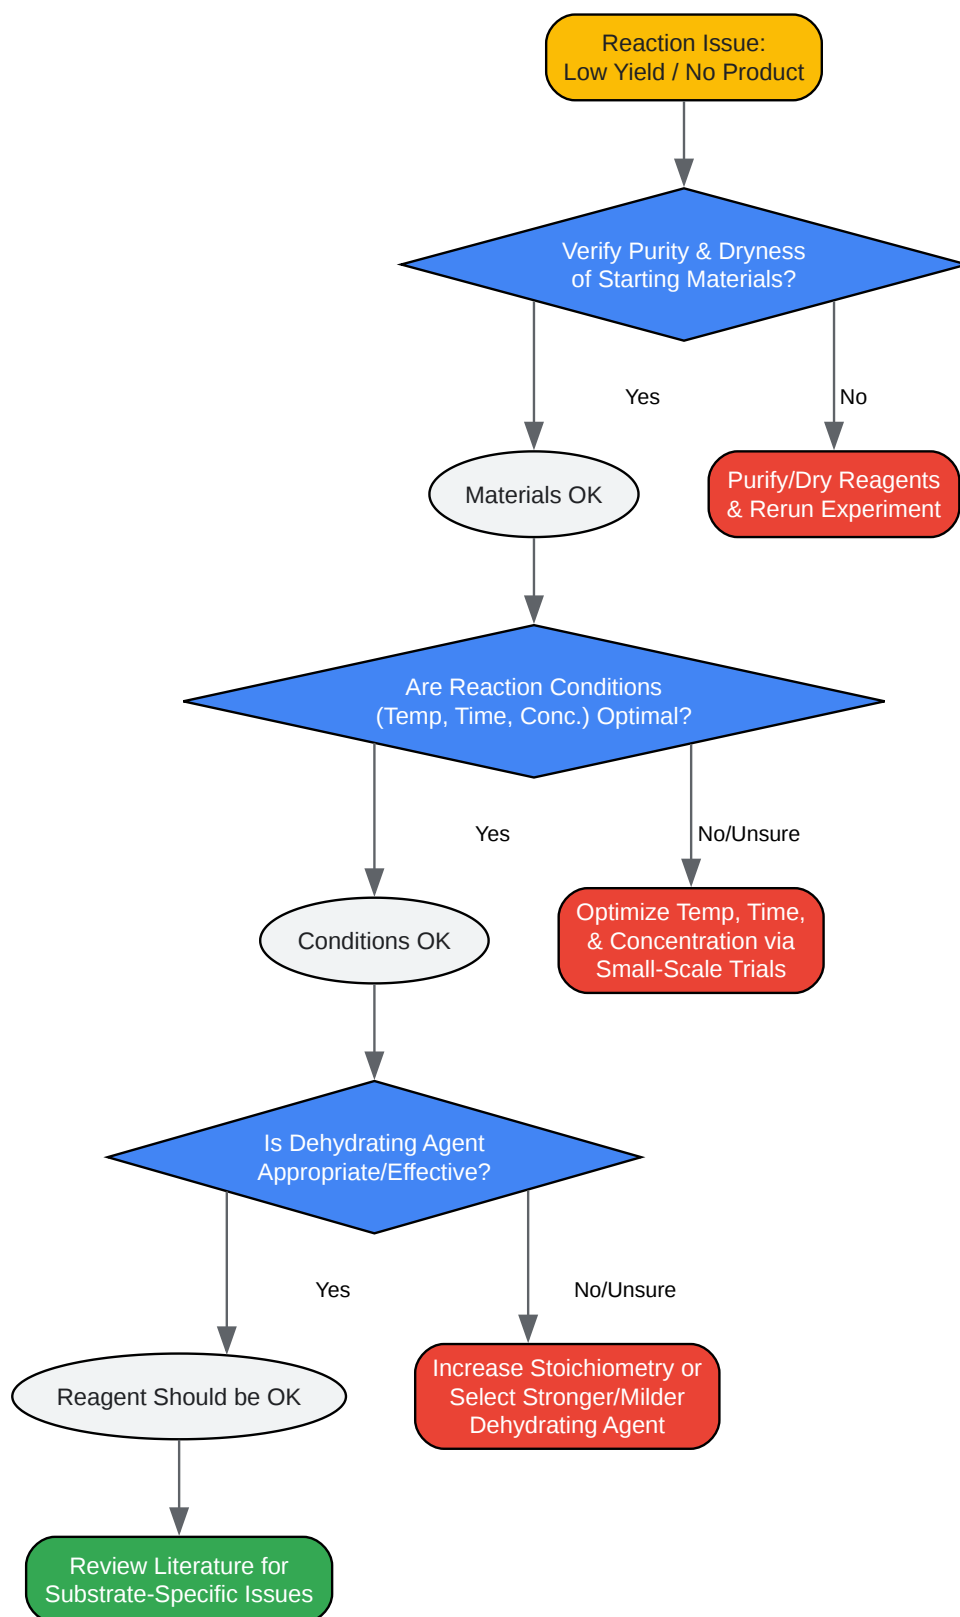 Reaction Issue:
Low Yield / No Product
Verify Purity & Dryness
of Starting Materials?
Yes
No
Materials OK
Purify/Dry Reagents
& Rerun Experiment
Are Reaction Conditions
(Temp, Time, Conc.) Optimal?
Yes
No/Unsure
Conditions OK
Optimize Temp, Time,
& Concentration via
Small-Scale Trials
Is Dehydrating Agent
Appropriate/Effective?
Yes
No/Unsure
Reagent Should be OK
Increase Stoichiometry or
Select Stronger/Milder
Dehydrating Agent
Review Literature for
Substrate-Specific Issues